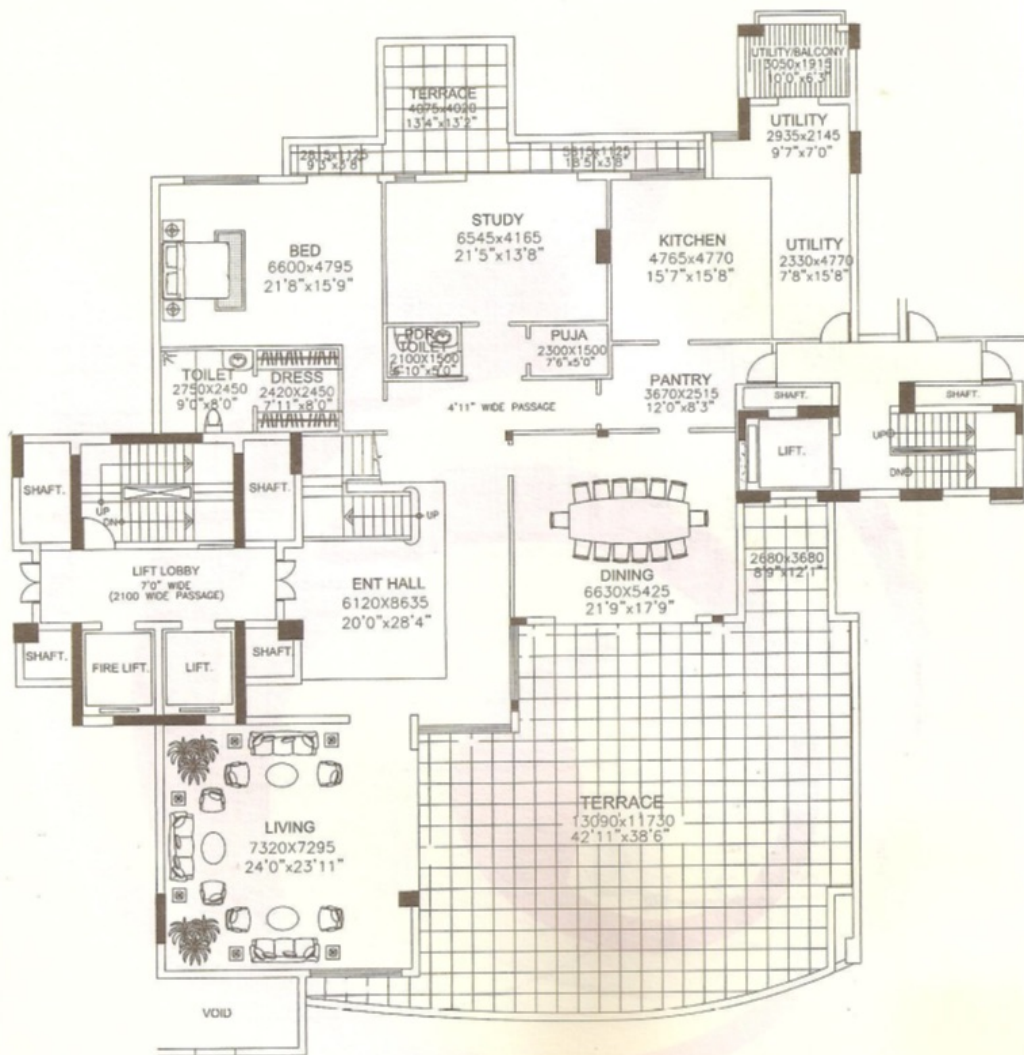 UTILITY/BALCONY
3050x1915
10'0"x6'3"
TERRACE
4075x4020
13'4"x13'2"
UTILITY
2935x2145
9'7"x7'0"
2815x1125
9'3"x3'8"
5615x1125
18'5"x3'8"
BED
6600x4795
21'8"x15'9"
STUDY
6545x4165
21'5"x13'8"
KITCHEN
4765x4770
15'7"x15'8"
UTILITY
2330x4770
7'8"x15'8"
TOILET
2750X2450
9'0"x8'0"
DRESS
2420X2450
7'11"x8'0"
PDR
TOILET
2100X1500
6'10"x5'0"
PUJA
2300X1500
7'6"x5'0"
4'11" WIDE PASSAGE
PANTRY
3670X2515
12'0"x8'3"
SHAFT.
SHAFT.
LIFT.
UP
DN
SHAFT.
UP
DN
SHAFT.
UP
LIFT LOBBY
7'0" WIDE
(2100 WIDE PASSAGE)
ENT HALL
6120X8635
20'0"x28'4"
DINING
6630X5425
21'9"x17'9"
2680x3680
8'9"x12'1"
SHAFT.
FIRE LIFT.
LIFT.
SHAFT.
LIVING
7320X7295
24'0"x23'11"
TERRACE
13090x11730
42'11"x38'6"
VOID